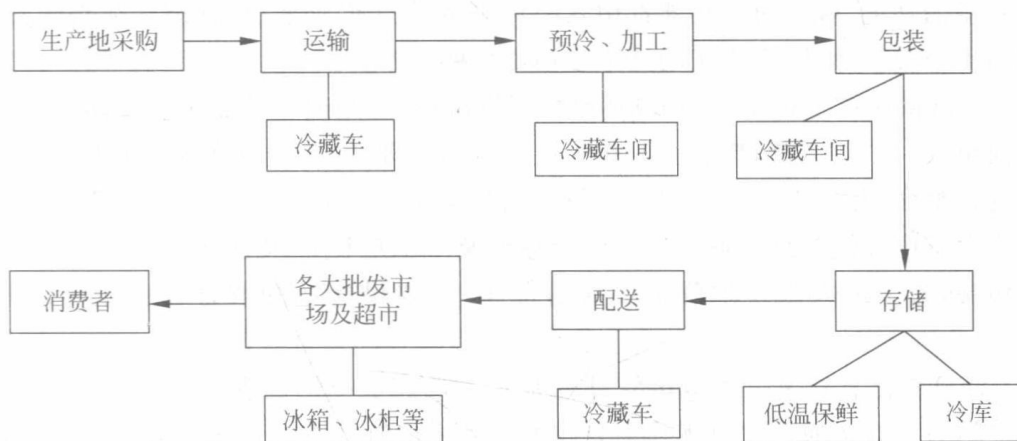 生产地采购
运输
预冷、加工
包装
冷藏车
冷藏车间
冷藏车间
消费者
各大批发市
场及超市
配送
存储
冰箱、冰柜等
冷藏车
低温保鲜
冷库